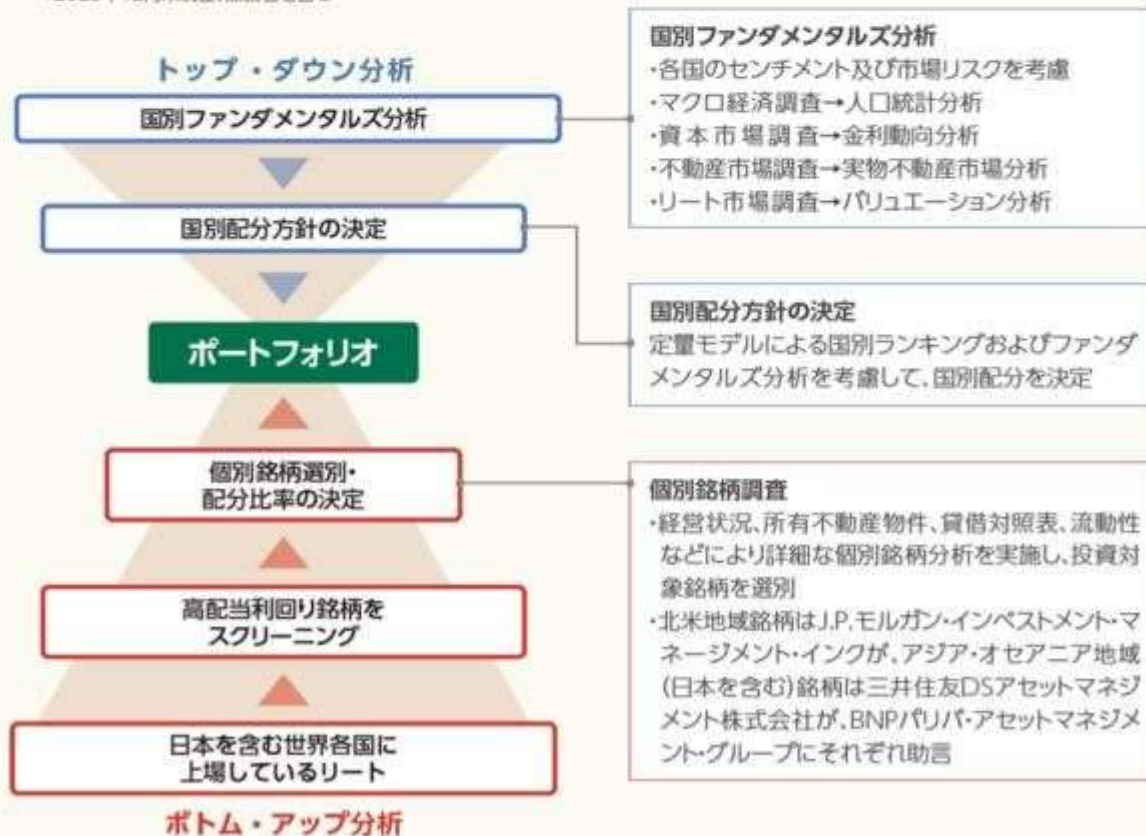 トップ・ダウン分析
国別ファンダメンタルズ分析
国別配分方針の決定
ポートフォリオ
個別銘柄選別・
配分比率の決定
高配当利回り銘柄を
スクリーニング
日本を含む世界各国に
上場しているリート
ボトム・アップ分析
国別ファンダメンタルズ分析
・各国のセンチメント及び市場リスクを考慮
・マクロ経済調査→人口統計分析
・資本市場調査→金利動向分析
・不動産市場調査→実物不動産市場分析
・リート市場調査→バリュエーション分析
国別配分方針の決定
定量モデルによる国別ランキングおよびファンダ
メンタルズ分析を考慮して、国別配分を決定
個別銘柄調査
・経営状況、所有不動産物件、貸借対照表、流動性
などにより詳細な個別銘柄分析を実施し、投資対
象銘柄を選別
・北米地域銘柄はJ.P.モルガン・インベストメント・マ
ネージメント・インクが、アジア・オセアニア地域
(日本を含む)銘柄は三井住友DSアセットマネジ
メント株式会社が、BNPパリバ・アセットマネジメ
ント・グループにそれぞれ助言